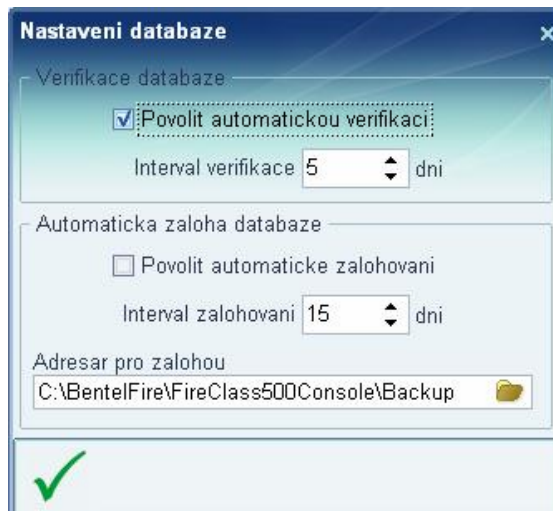 Nastaveni databaze
Verifikace databaze
Povolit automatickou verifikaci
Interval verifikace 5 dni
Automaticka zaloha databaze
Povolit automaticke zalohovani
Interval zalohovani 15 dni
Adresar pro zalohou
C:\BentelFire\FireClass500Console\Backup